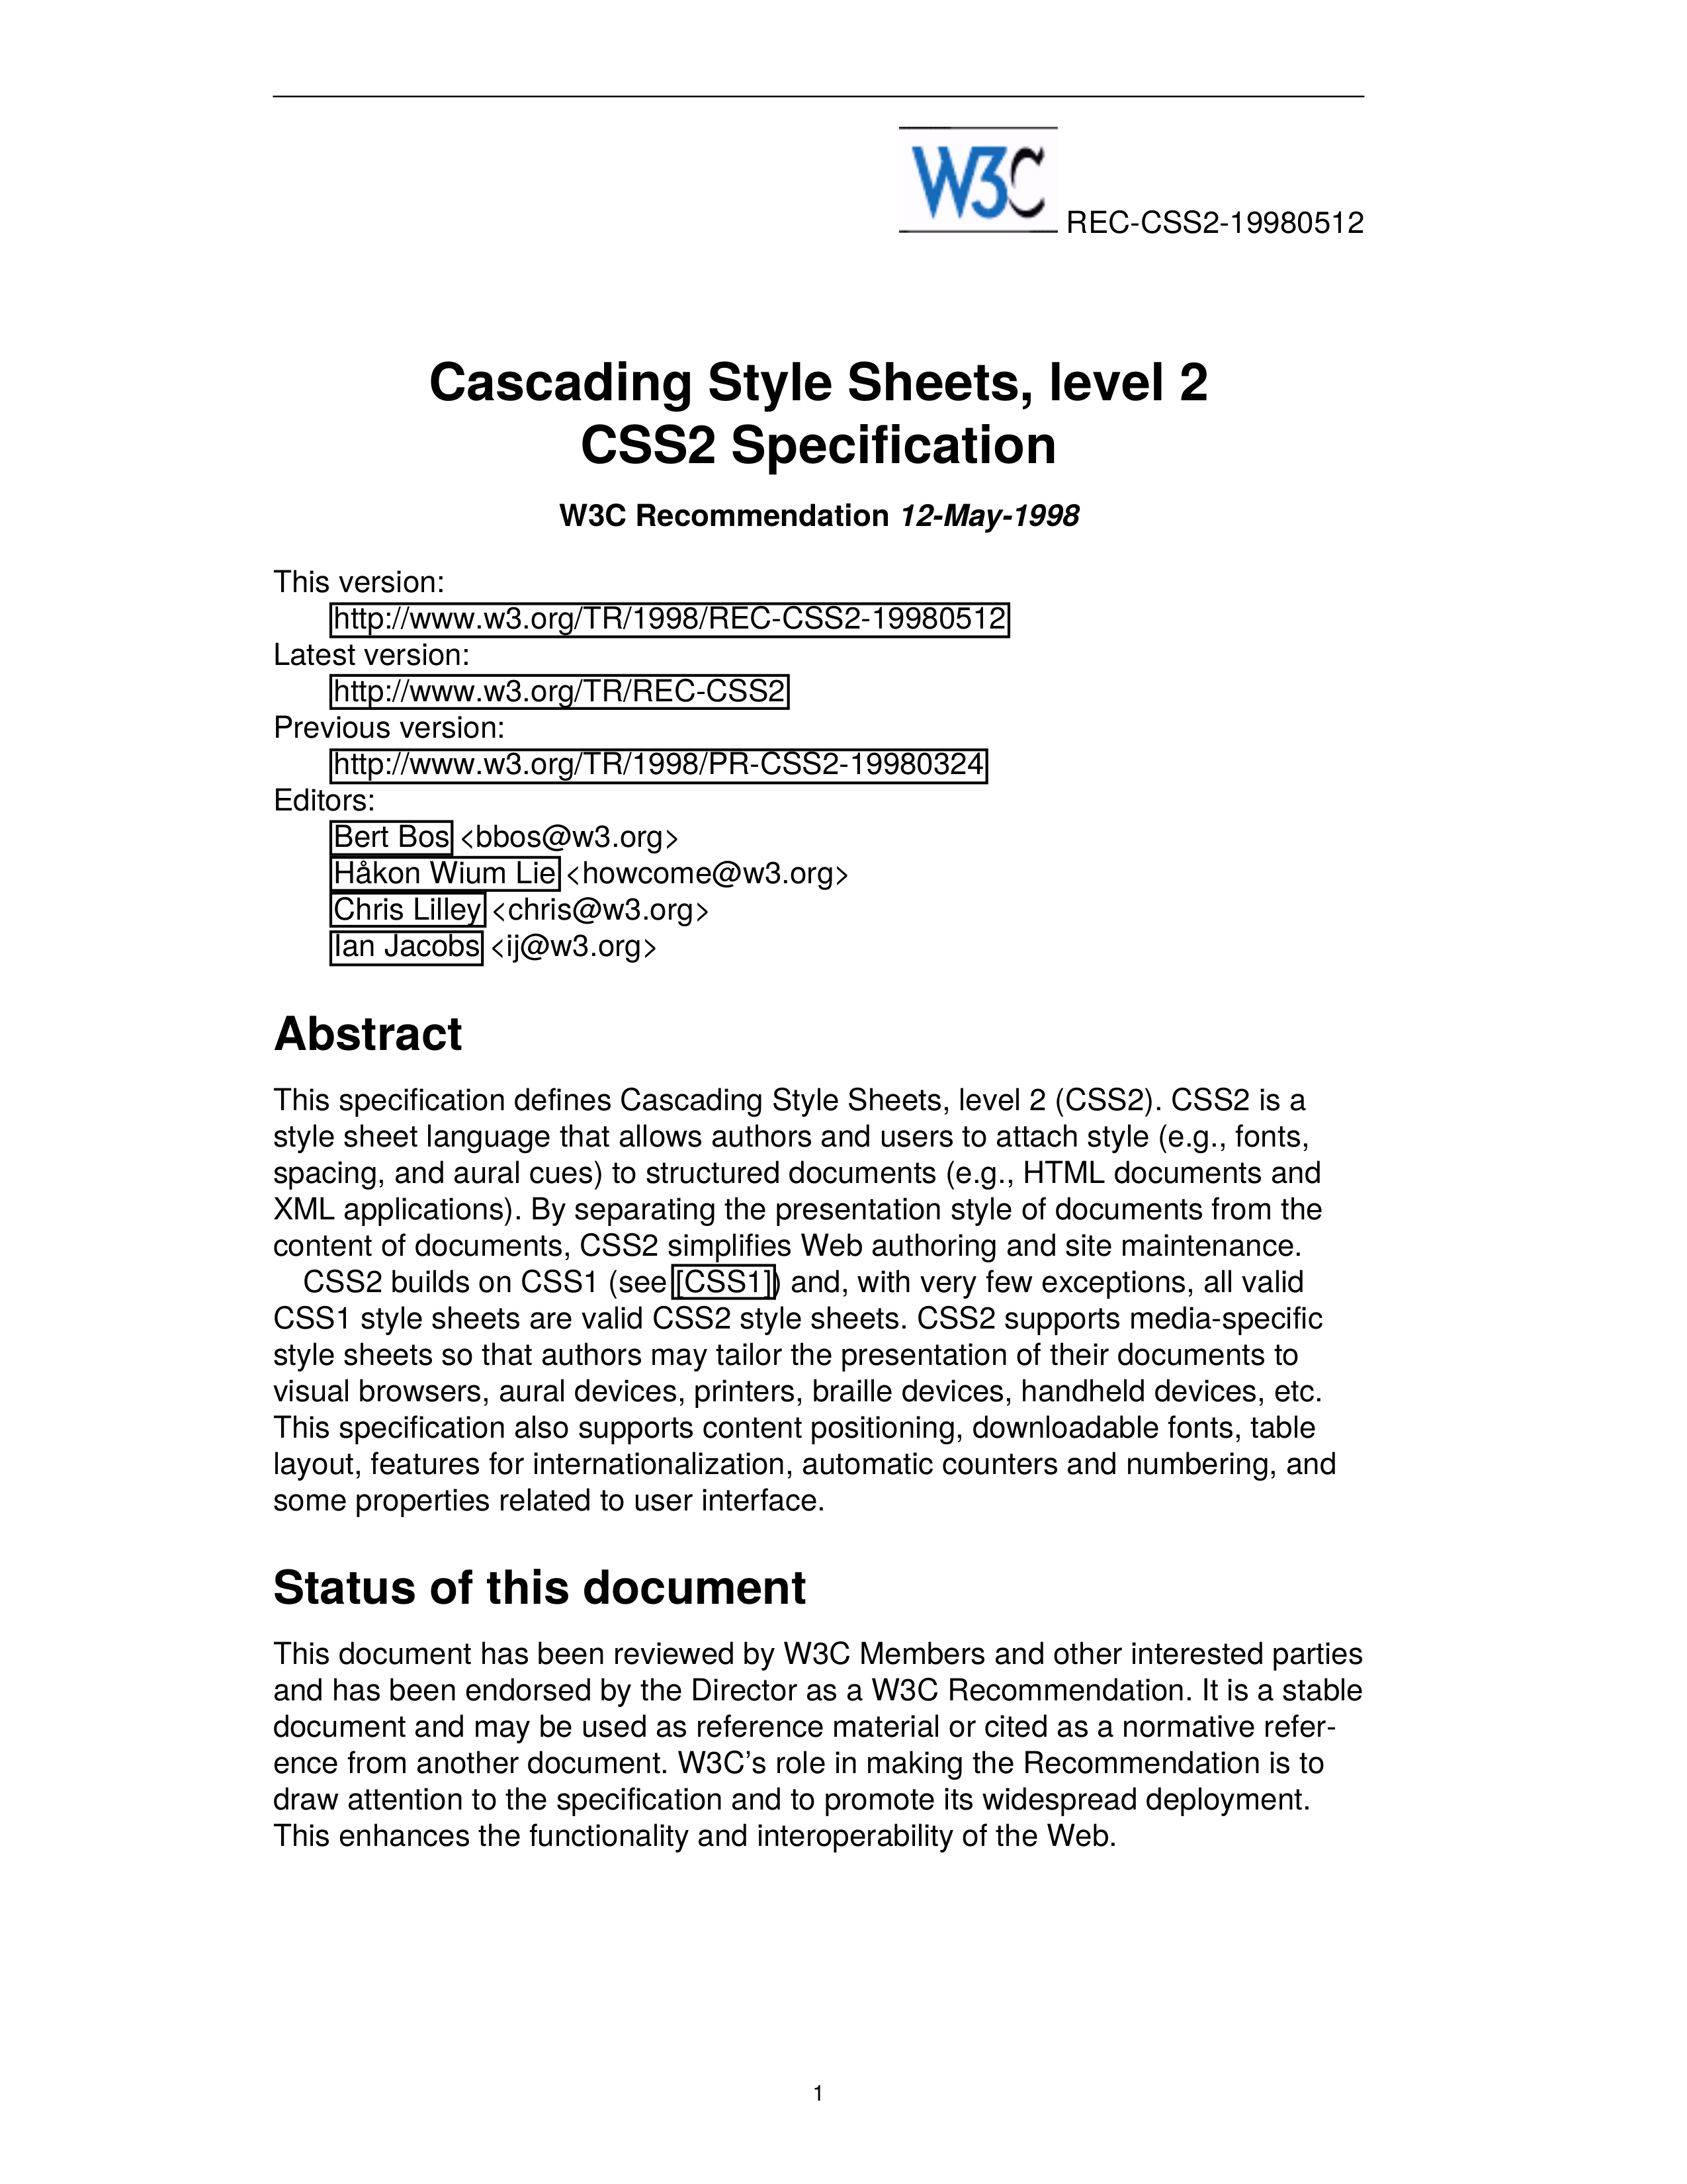 W3C REC-CSS2-19980512
Cascading Style Sheets, level 2
CSS2 Specification
W3C Recommendation 12-May-1998
This version:
http://www.w3.org/TR/1998/REC-CSS2-19980512
Latest version:
http://www.w3.org/TR/REC-CSS2
Previous version:
http://www.w3.org/TR/1998/PR-CSS2-19980324
Editors:
Bert Bos <bbos@w3.org>
Håkon Wium Lie <howcome@w3.org>
Chris Lilley <chris@w3.org>
Ian Jacobs <ij@w3.org>
Abstract
This specification defines Cascading Style Sheets, level 2 (CSS2). CSS2 is a
style sheet language that allows authors and users to attach style (e.g., fonts,
spacing, and aural cues) to structured documents (e.g., HTML documents and
XML applications). By separating the presentation style of documents from the
content of documents, CSS2 simplifies Web authoring and site maintenance.
CSS2 builds on CSS1 (see [CSS1]) and, with very few exceptions, all valid
CSS1 style sheets are valid CSS2 style sheets. CSS2 supports media-specific
style sheets so that authors may tailor the presentation of their documents to
visual browsers, aural devices, printers, braille devices, handheld devices, etc.
This specification also supports content positioning, downloadable fonts, table
layout, features for internationalization, automatic counters and numbering, and
some properties related to user interface.
Status of this document
This document has been reviewed by W3C Members and other interested parties
and has been endorsed by the Director as a W3C Recommendation. It is a stable
document and may be used as reference material or cited as a normative refer-
ence from another document. W3C's role in making the Recommendation is to
draw attention to the specification and to promote its widespread deployment.
This enhances the functionality and interoperability of the Web.
1